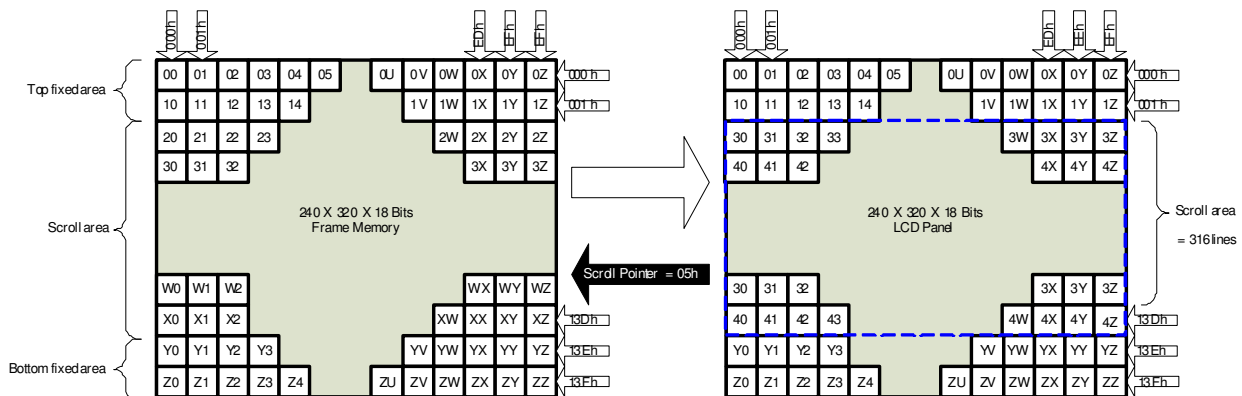 000h 001h EDh EFh EFh 000h 001h EDh EEh EFh
00 01 02 03 04 05 0U 0V 0W 0X 0Y 0Z 000h 00 01 02 03 04 05 0U 0V 0W 0X 0Y 0Z 000h
Top fixed area
10 11 12 13 14 1V 1W 1X 1Y 1Z 001h 10 11 12 13 14 1V 1W 1X 1Y 1Z 001h
20 21 22 23 2W 2X 2Y 2Z 30 31 32 33 3W 3X 3Y 3Z
30 31 32 3X 3Y 3Z 40 41 42 4X 4Y 4Z
Scroll area
240 X 320 X 18 Bits
Frame Memory
240 X 320 X 18 Bits
LCD Panel
Scroll area
= 316 lines
Scroll Pointer = 05h
W0 W1 W2 WX WY WZ 30 31 32 3X 3Y 3Z
X0 X1 X2 XW XX XY XZ 13Dh 40 41 42 43 4W 4X 4Y 4Z 13Dh
Y0 Y1 Y2 Y3 YV YW YX YY YZ 13Eh Y0 Y1 Y2 Y3 YV YW YX YY YZ 13Eh
Bottom fixed area
Z0 Z1 Z2 Z3 Z4 ZU ZV ZW ZX ZY ZZ 13Fh Z0 Z1 Z2 Z3 Z4 ZU ZV ZW ZX ZY ZZ 13Fh